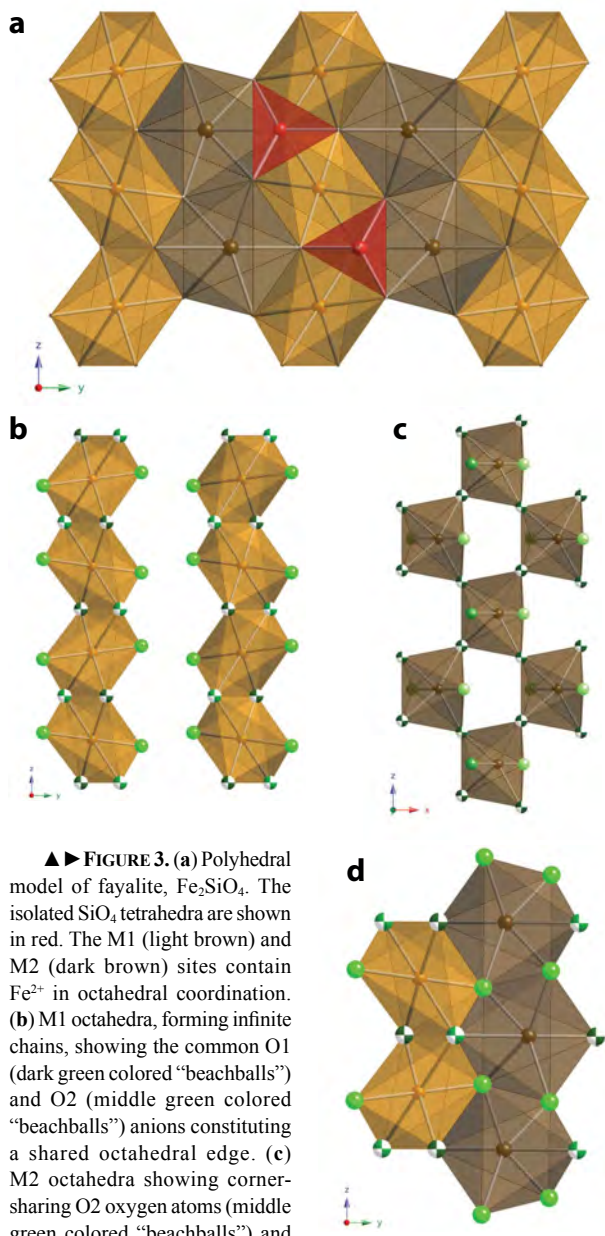 a
z
y
b
z
y
c
z
x
d
z
y
▲ ► FIGURE 3. (a) Polyhedral
model of fayalite, Fe₂SiO₄. The
isolated SiO₄ tetrahedra are shown
in red. The M1 (light brown) and
M2 (dark brown) sites contain
Fe²⁺ in octahedral coordination.
(b) M1 octahedra, forming infinite
chains, showing the common O1
(dark green colored “beachballs”)
and O2 (middle green colored
“beachballs”) anions constituting
a shared octahedral edge. (c)
M2 octahedra showing corner-
sharing O2 oxygen atoms (middle
green colored “beachballs”) and